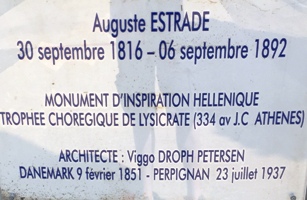 Auguste ESTRADE
30 septembre 1816 – 06 septembre 1892
MONUMENT D'INSPIRATION HELLENIQUE
TROPHEE CHOREGIQUE DE LYSICRATE (334 av J.C ATHENES)
ARCHITECTE : Viggo DROPH PETERSEN
DANEMARK 9 février 1851 - PERPIGNAN 23 juillet 1937